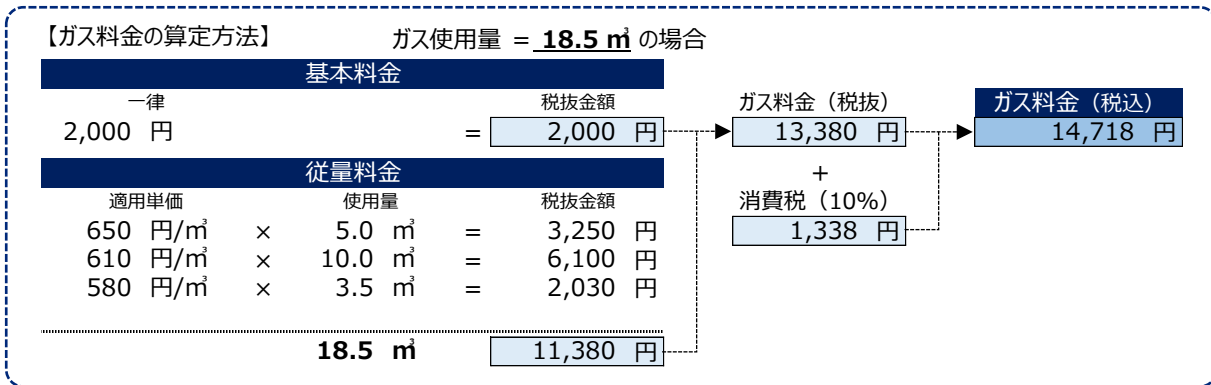 【ガス料金の算定方法】 ガス使用量 = 18.5 ㎥ の場合
基本料金
一律 税抜金額
2,000 円 = 2,000 円
従量料金
適用単価 使用量 税抜金額
650 円/㎥ × 5.0 ㎥ = 3,250 円
610 円/㎥ × 10.0 ㎥ = 6,100 円
580 円/㎥ × 3.5 ㎥ = 2,030 円
18.5 ㎥ 11,380 円
ガス料金（税抜）
13,380 円
+
消費税（10%）
1,338 円
ガス料金（税込）
14,718 円